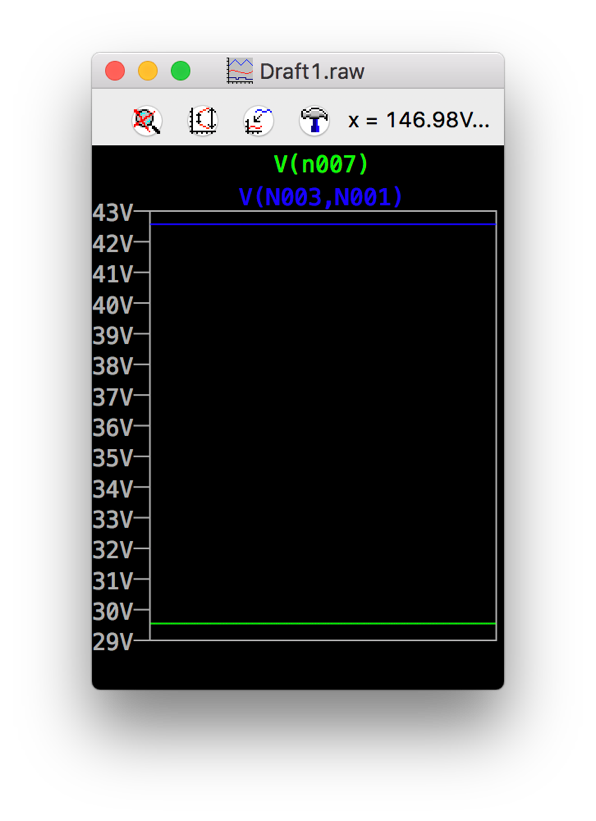 Draft1.raw
x = 146.98V...
V(n007)
V(N003,N001)
43V
42V
41V
40V
39V
38V
37V
36V
35V
34V
33V
32V
31V
30V
29V